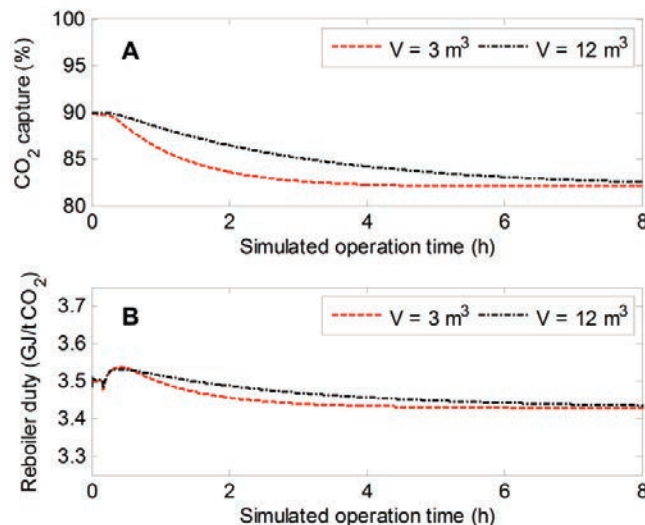 A
V = 3 m³ V = 12 m³
CO₂ capture (%)
100
95
90
85
80
0 2 4 6 8
Simulated operation time (h)
B
V = 3 m³ V = 12 m³
Reboiler duty (GJ/t CO₂)
3.7
3.6
3.5
3.4
3.3
0 2 4 6 8
Simulated operation time (h)